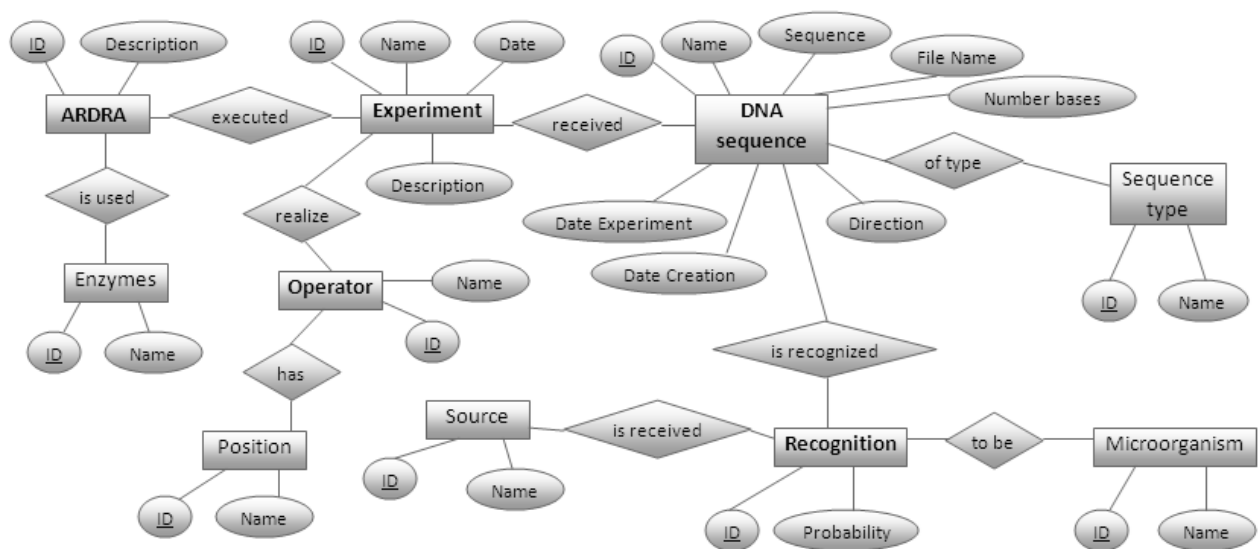 ID
Description
ID
Name
Date
ID
Name
Sequence
File Name
Number bases
ARDRA
executed
Experiment
received
DNA
sequence
of type
Sequence
type
is used
Description
realize
Date Experiment
Direction
Date Creation
Enzymes
Operator
Name
ID
Name
ID
Name
ID
is recognized
has
Source
is received
Recognition
to be
Microorganism
Position
ID
Name
ID
Name
ID
Probability
ID
Name